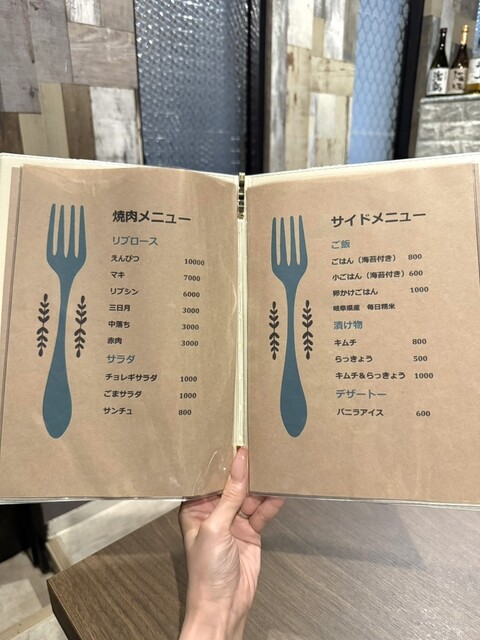 焼肉メニュー
リブロース
えんぴつ 10000
マキ 7000
リブシン 6000
三日月 3000
中落ち 3000
赤肉 3000
サラダ
チョレギサラダ 1000
ごまサラダ 1000
サンチュ 800
サイドメニュー
ご飯
ごはん（海苔付き） 800
小ごはん（海苔付き） 600
卵かけごはん 1000
岐阜県産 毎日精米
漬け物
キムチ 800
らっきょう 500
キムチ&らっきょう 1000
デザートー
バニラアイス 600